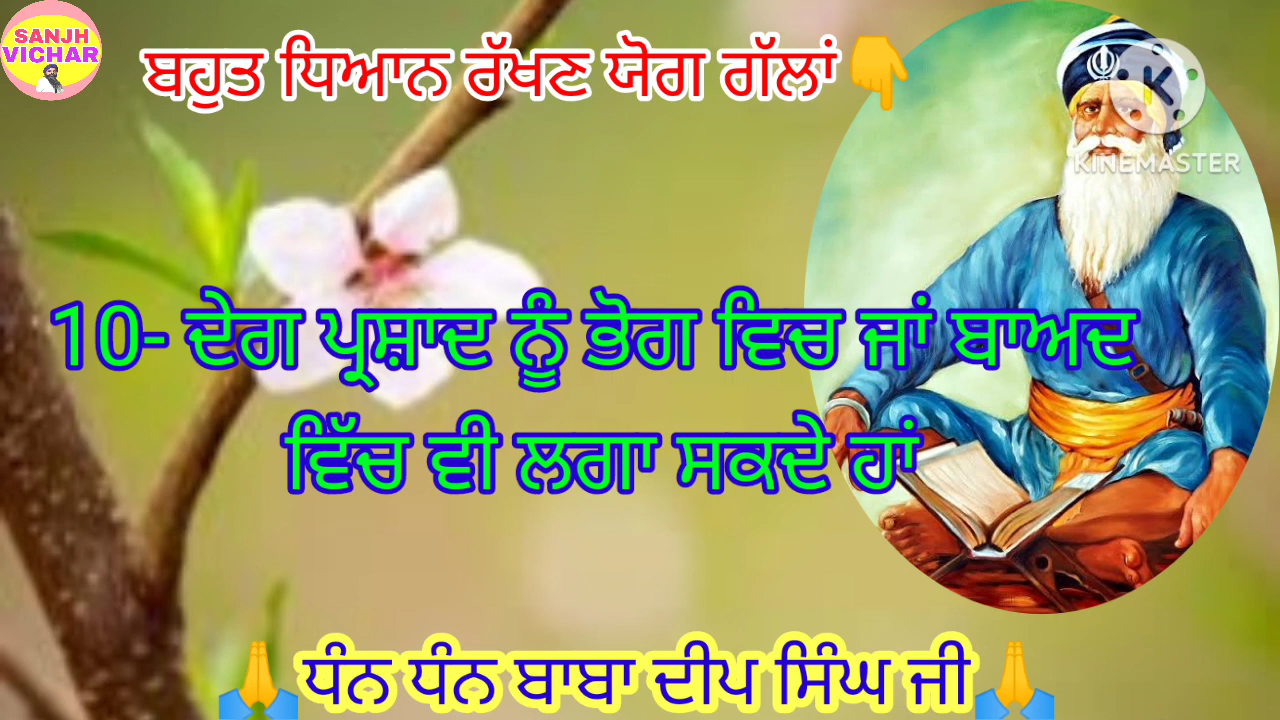 SANJH
VICHAR
ਬਹੁਤ ਧਿਆਨ ਰੱਖਣ ਯੋਗ ਗੱਲਾਂ👇
K
KINEMASTER
10- ਦੇਗ ਪ੍ਰਸ਼ਾਦ ਨੂੰ ਭੋਗ ਵਿਚ ਜਾਂ ਬਾਅਦ
ਵਿੱਚ ਵੀ ਲਗਾ ਸਕਦੇ ਹਾਂ
🙏ਧੰਨ ਧੰਨ ਬਾਬਾ ਦੀਪ ਸਿੰਘ ਜੀ🙏